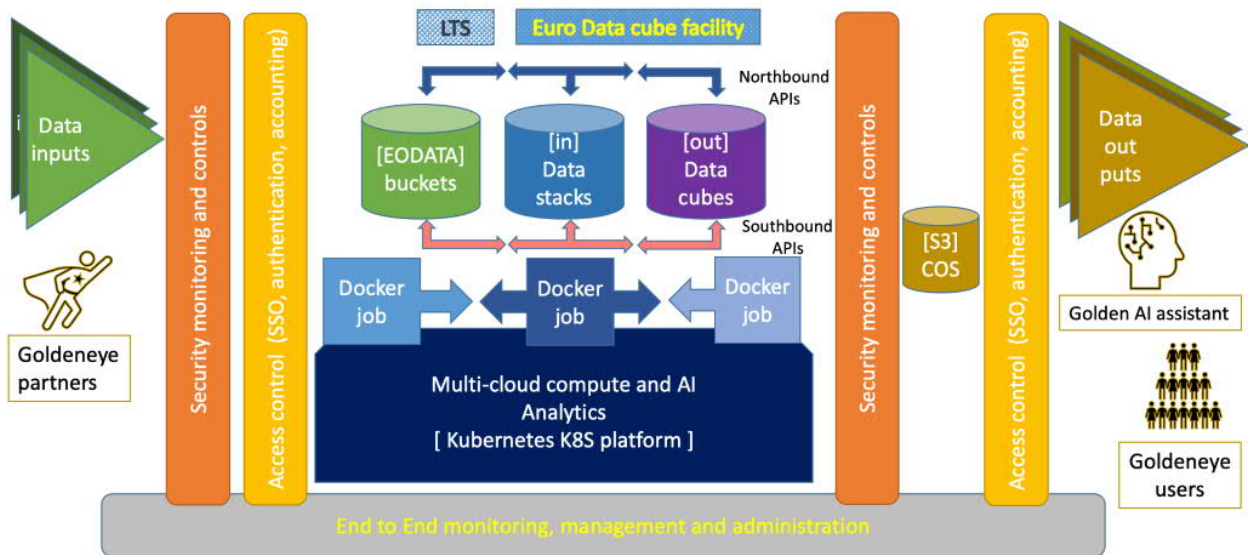 LTS
Euro Data cube facility
Northbound
APIs
Data
inputs
Security monitoring and controls
Access control (SSO, authentication, accounting)
[EODATA]
buckets
[in]
Data
stacks
[out]
Data
cubes
Southbound
APIs
Docker
job
Docker
job
Docker
job
Multi-cloud compute and AI
Analytics
[ Kubernetes K8S platform ]
Goldeneye
partners
Security monitoring and controls
[S3]
COS
Access control (SSO, authentication, accounting)
Data
out
puts
Golden AI assistant
Goldeneye
users
End to End monitoring, management and administration